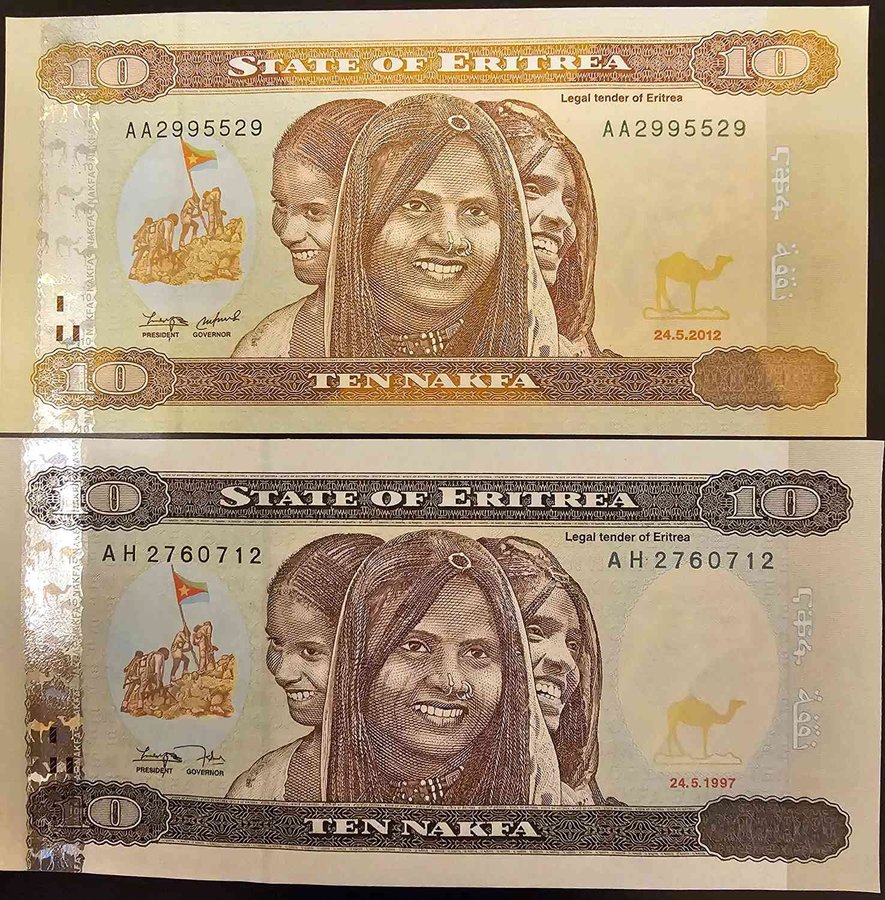 10 STATE OF ERITREA 10
Legal tender of Eritrea
AA2995529 AA2995529
ናቕፋ نقفة
PRESIDENT GOVERNOR
24.5.2012
10 TEN NAKFA
10 STATE OF ERITREA 10
Legal tender of Eritrea
AH 2760712 AH 2760712
ናቕፋ نقفة
PRESIDENT GOVERNOR
24.5.1997
10 TEN NAKFA